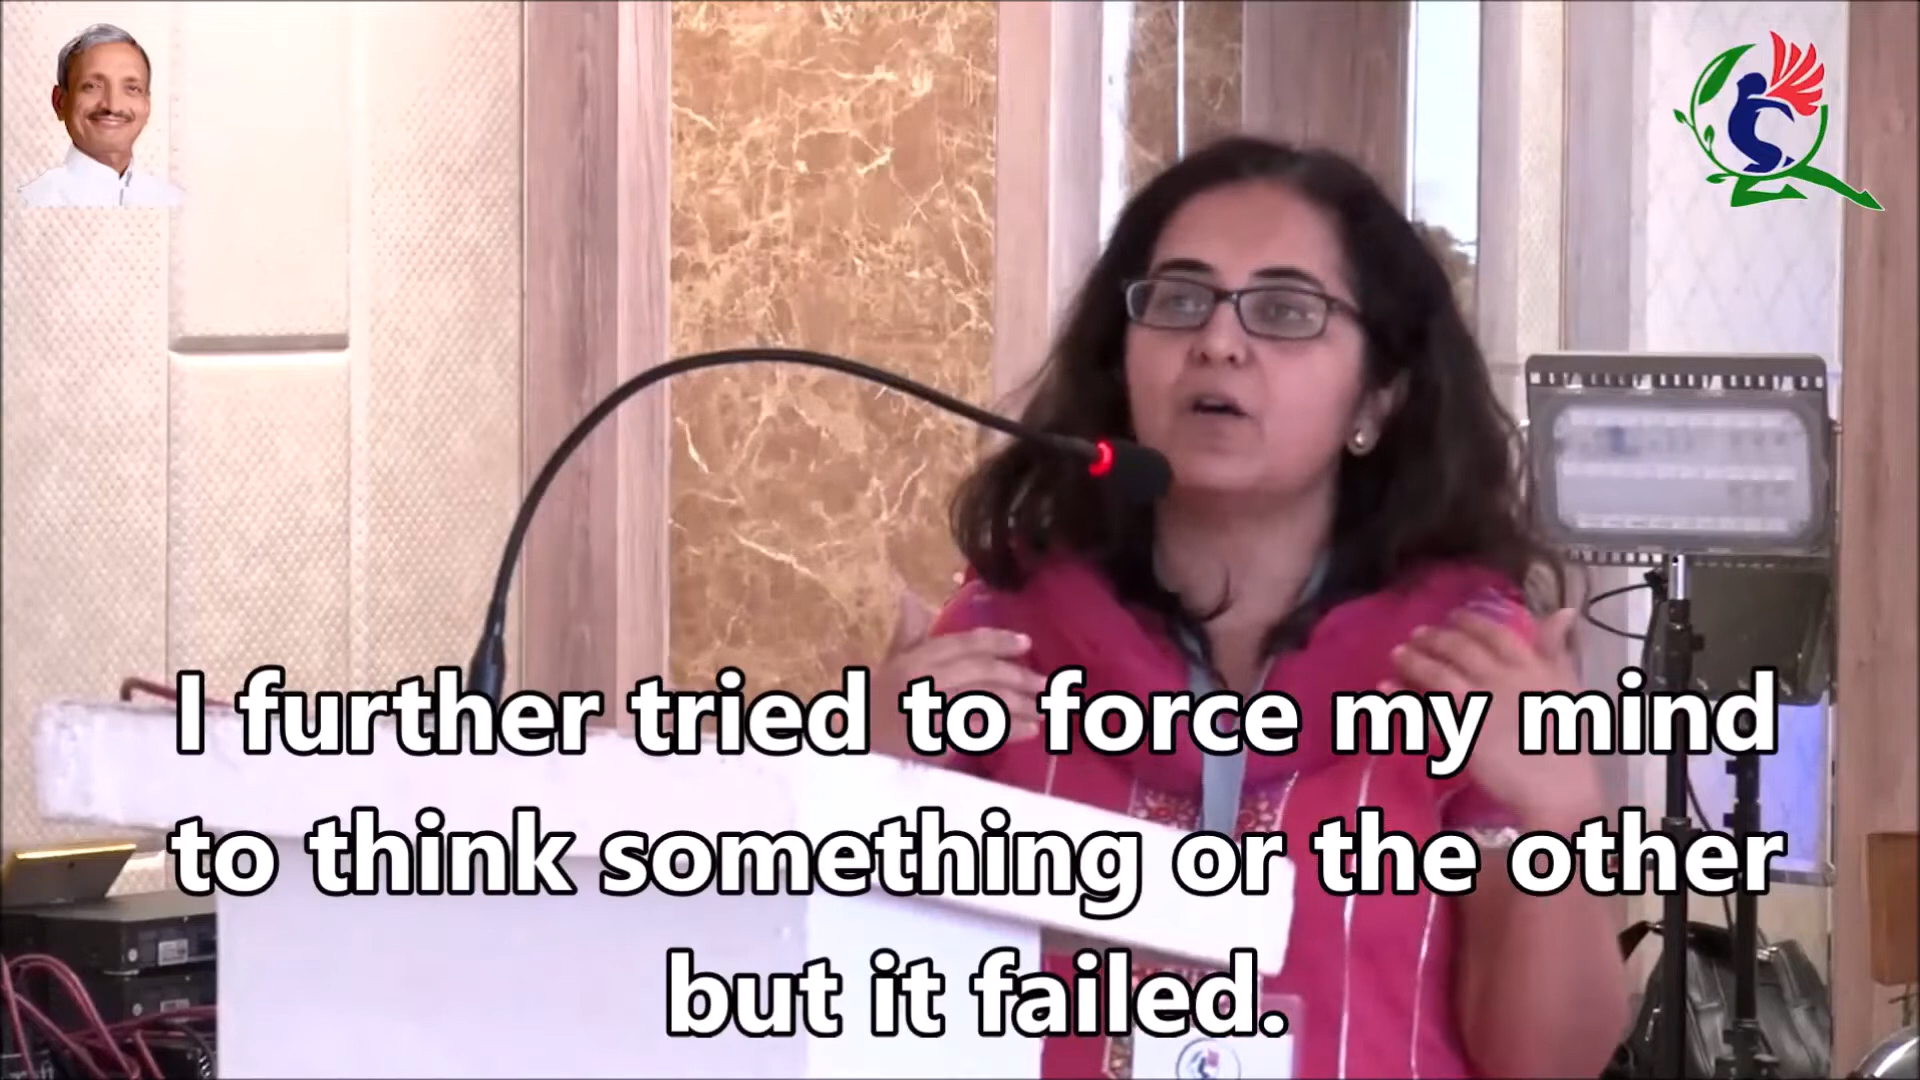 I further tried to force my mind
to think something or the other
but it failed.